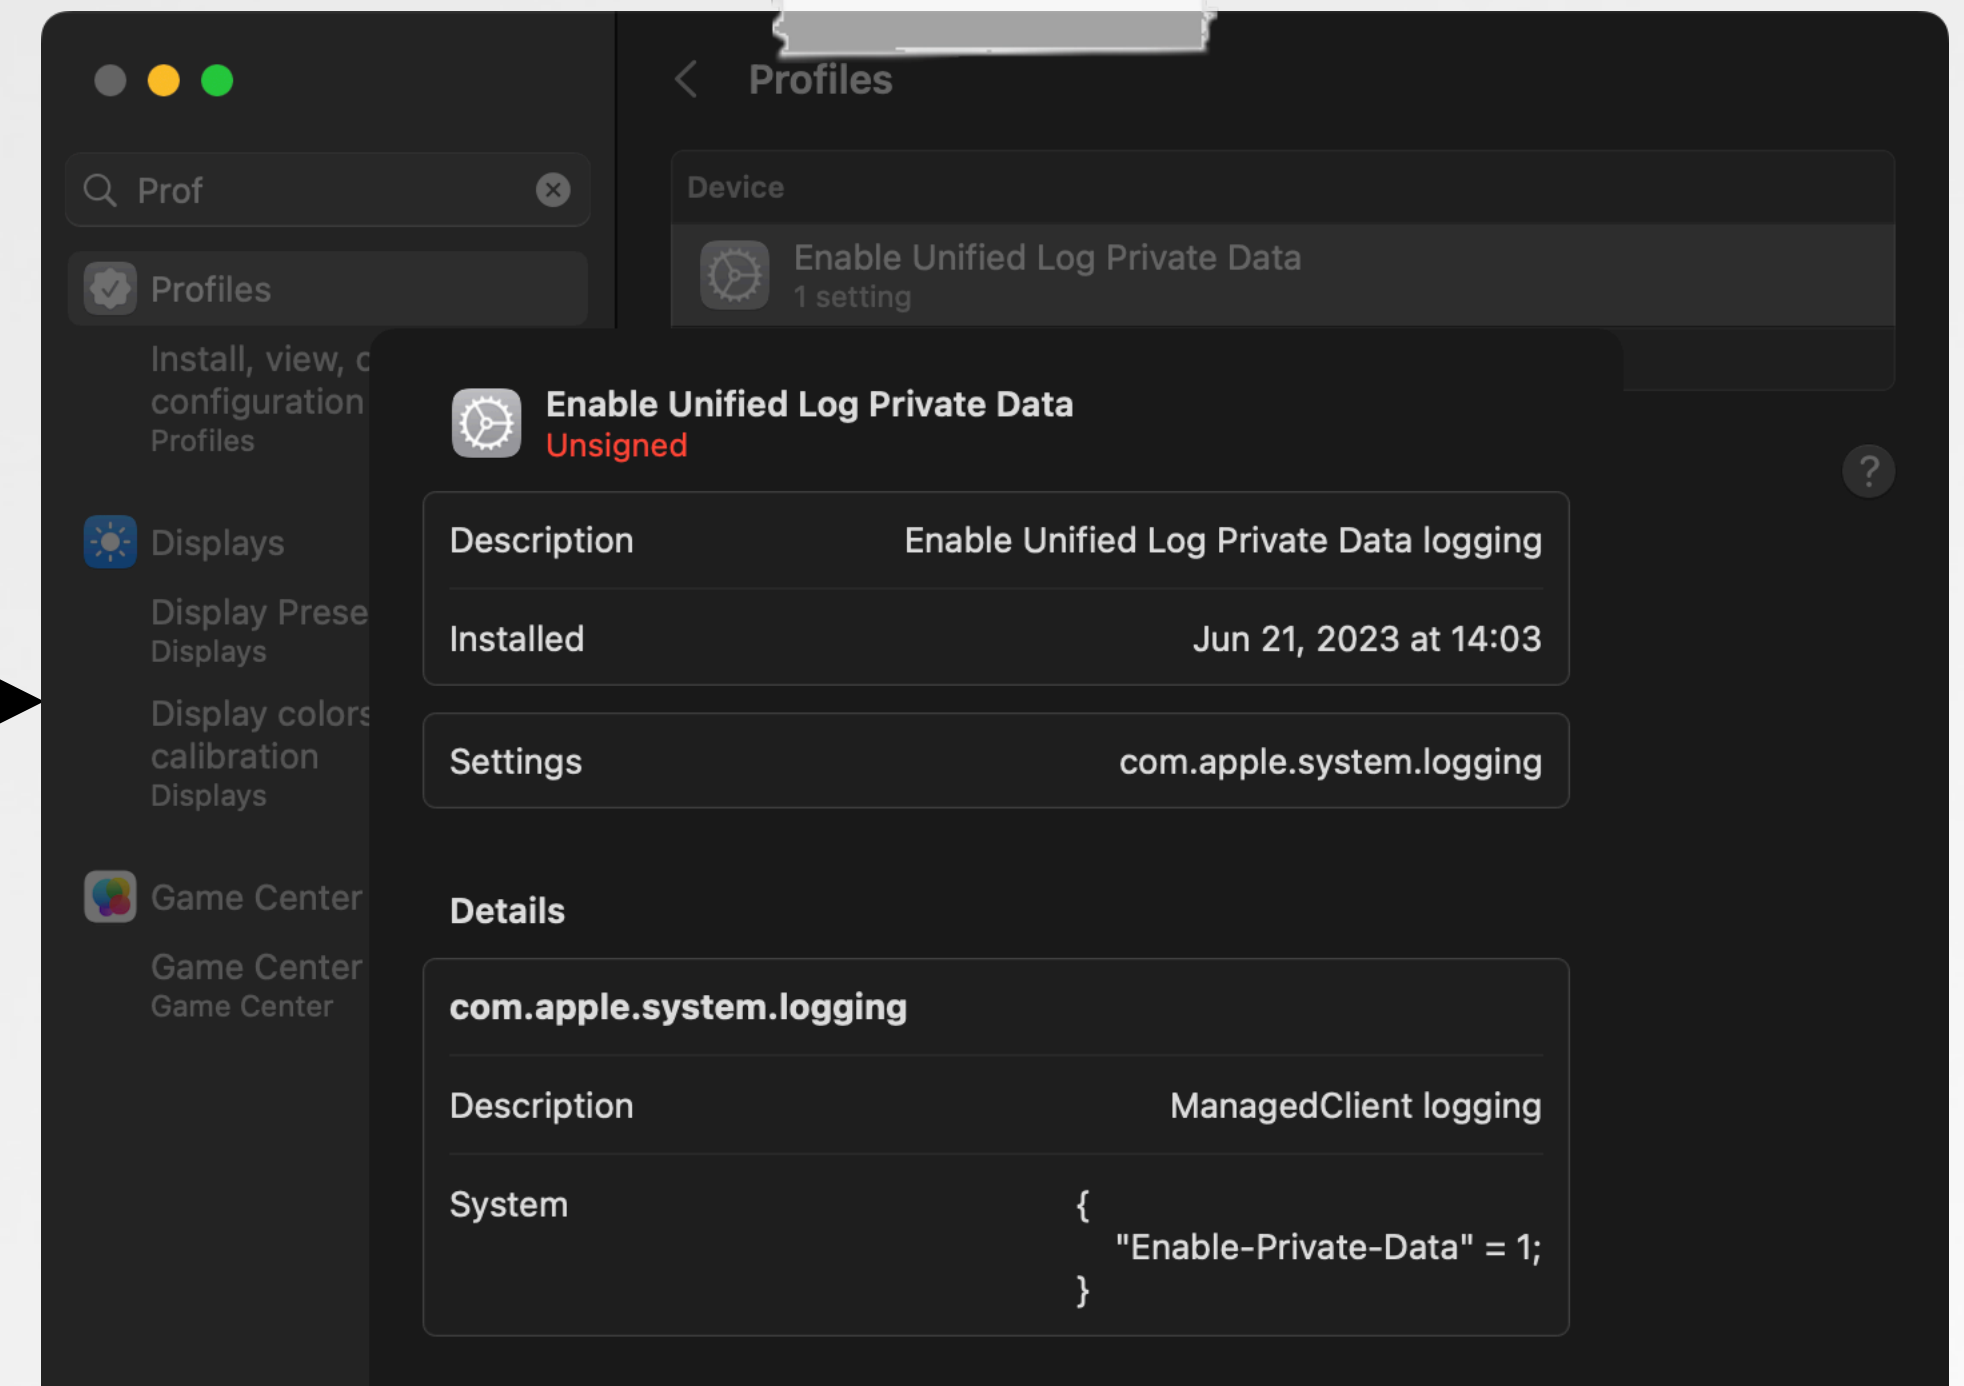 Prof
Profiles
Install, view,
configuration
Profiles
Displays
Display Prese
Displays
Display colors
calibration
Displays
Game Center
Game Center
Game Center
Profiles
Device
Enable Unified Log Private Data
1 setting
?
Enable Unified Log Private Data
Unsigned
Description Enable Unified Log Private Data logging
Installed Jun 21, 2023 at 14:03
Settings com.apple.system.logging
Details
com.apple.system.logging
Description ManagedClient logging
System {
"Enable-Private-Data" = 1;
}